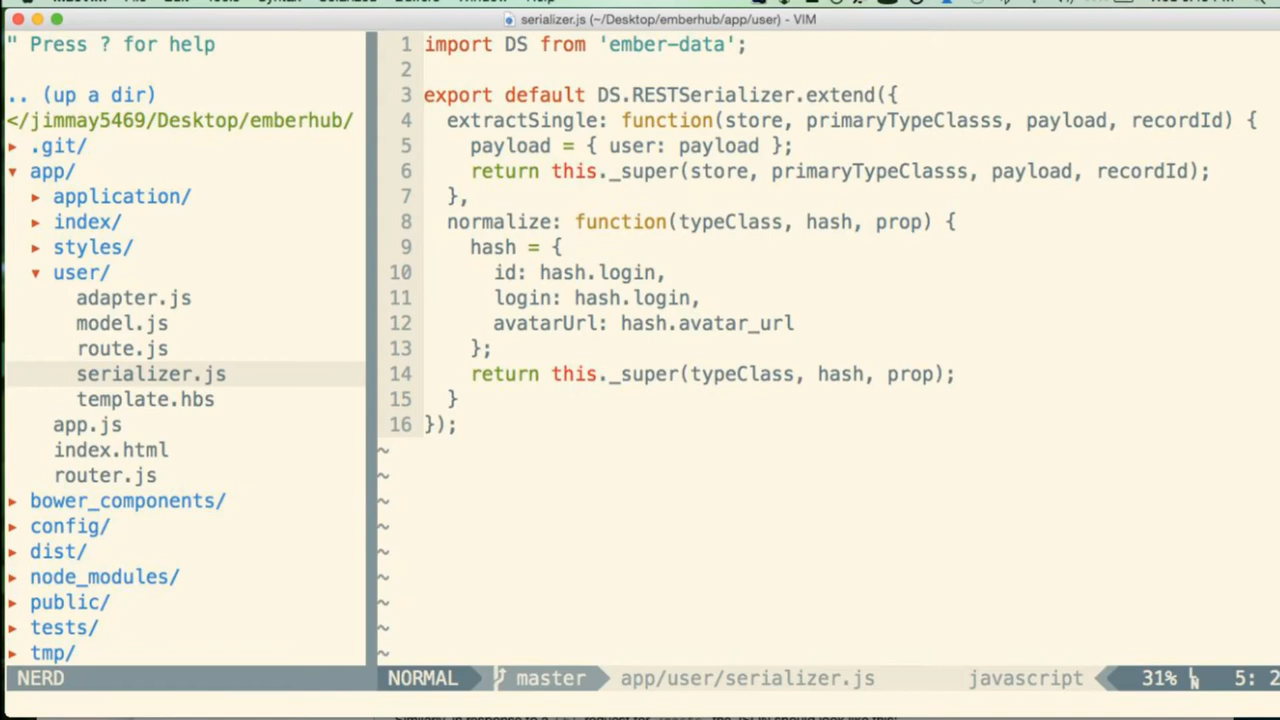 serializer.js (~/Desktop/emberhub/app/user) - VIM
" Press ? for help
.. (up a dir)
</jimmay5469/Desktop/emberhub/
▸ .git/
▾ app/
▸ application/
▸ index/
▸ styles/
▾ user/
adapter.js
model.js
route.js
serializer.js
template.hbs
app.js
index.html
router.js
▸ bower_components/
▸ config/
▸ dist/
▸ node_modules/
▸ public/
▸ tests/
▸ tmp/
NERD
1 import DS from 'ember-data';
2
3 export default DS.RESTSerializer.extend({
4 extractSingle: function(store, primaryTypeClasss, payload, recordId) {
5 payload = { user: payload };
6 return this._super(store, primaryTypeClasss, payload, recordId);
7 },
8 normalize: function(typeClass, hash, prop) {
9 hash = {
10 id: hash.login,
11 login: hash.login,
12 avatarUrl: hash.avatar_url
13 };
14 return this._super(typeClass, hash, prop);
15 }
16 });
~
~
~
~
~
~
~
~
~
NORMAL master app/user/serializer.js javascript 31% 5: 2